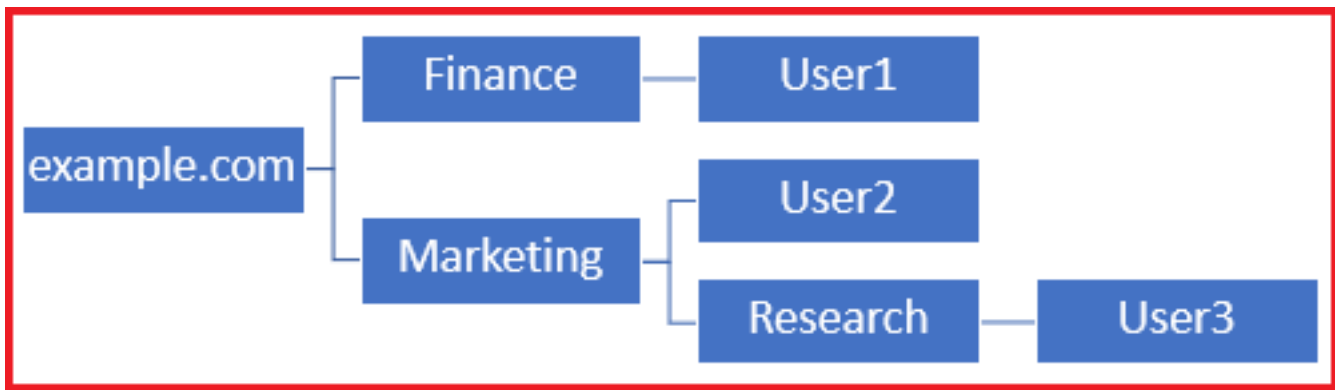 example.com
Finance
User1
Marketing
User2
Research
User3